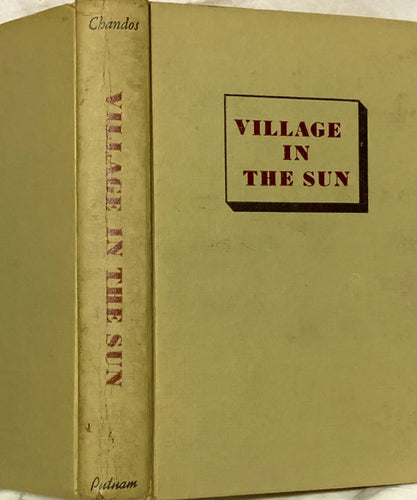 Chandos
VILLAGE IN THE SUN
Putnam
VILLAGE
IN
THE SUN